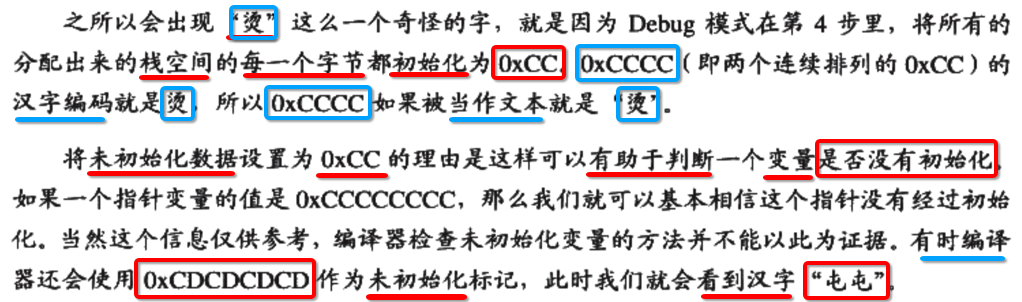 之所以会出现“烫”这么一个奇怪的字，就是因为 Debug 模式在第 4 步里，将所有的
分配出来的栈空间的每一个字节都初始化为 0xCC，0xCCCC（即两个连续排列的 0xCC）的
汉字编码就是烫，所以 0xCCCC 如果被当作文本就是“烫”。
将未初始化数据设置为 0xCC 的理由是这样可以有助于判断一个变量是否没有初始化。
如果一个指针变量的值是 0xCCCCCCCC，那么我们就可以基本相信这个指针没有经过初始
化。当然这个信息仅供参考，编译器检查未初始化变量的方法并不能以此为证据。有时编译
器还会使用 0xCDCDCDCD 作为未初始化标记，此时我们就会看到汉字“屯屯”。